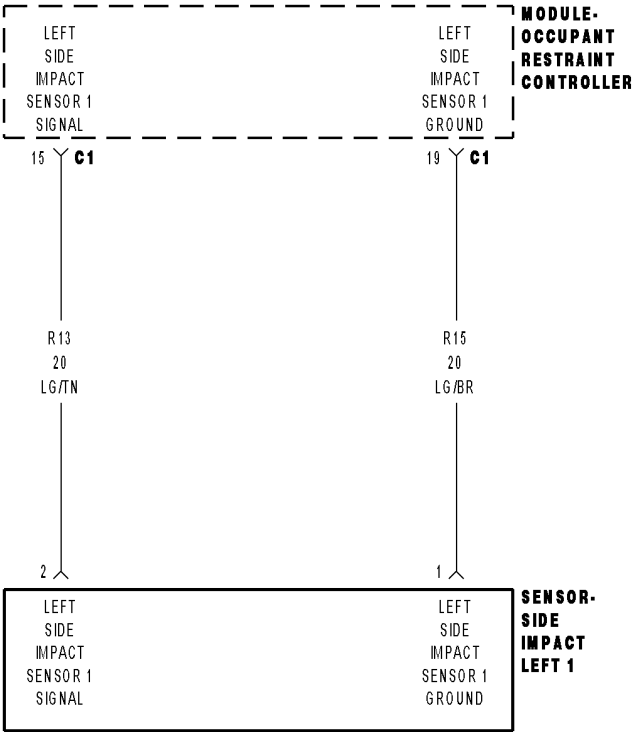 MODULE-
OCCUPANT
RESTRAINT
CONTROLLER
LEFT
SIDE
IMPACT
SENSOR 1
SIGNAL
LEFT
SIDE
IMPACT
SENSOR 1
GROUND
15 C1
19 C1
R13
20
LG/TN
R15
20
LG/BR
2
1
LEFT
SIDE
IMPACT
SENSOR 1
SIGNAL
LEFT
SIDE
IMPACT
SENSOR 1
GROUND
SENSOR-
SIDE
IMPACT
LEFT 1